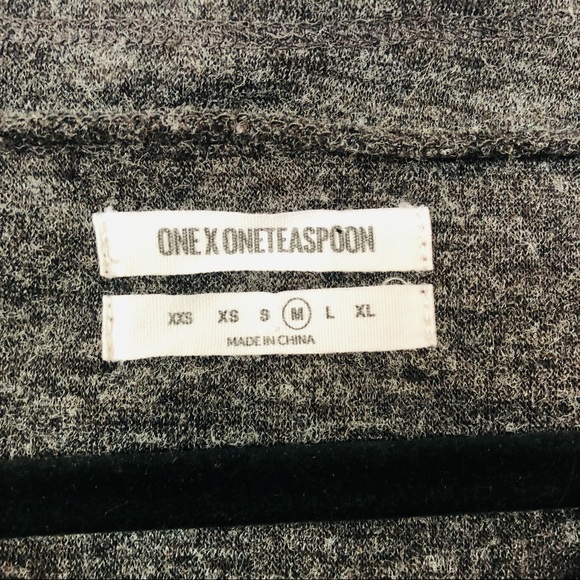 ONE X ONETEASPOON
XXS XS S M L XL
MADE IN CHINA